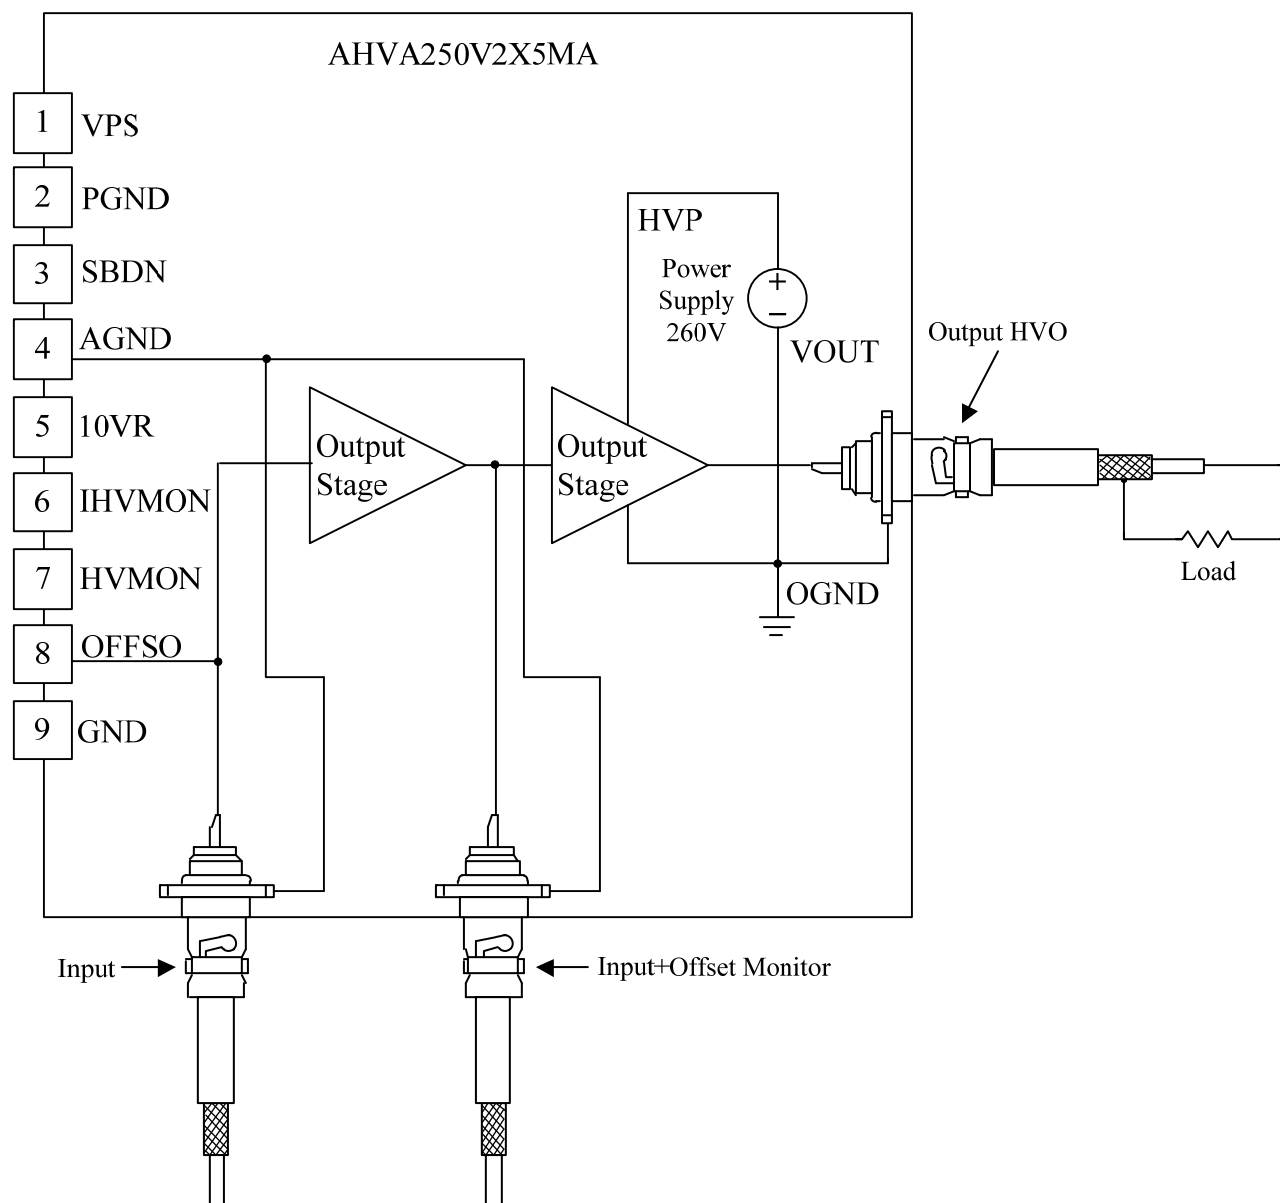 AHVA250V2X5MA
1 VPS
2 PGND
3 SBDN
4 AGND
5 10VR
6 IHVMON
7 HVMON
8 OFFSO
9 GND
HVP
Power
Supply
260V
+
−
VOUT
Output HVO
Output
Stage
Output
Stage
Load
OGND
Input
Input+Offset Monitor